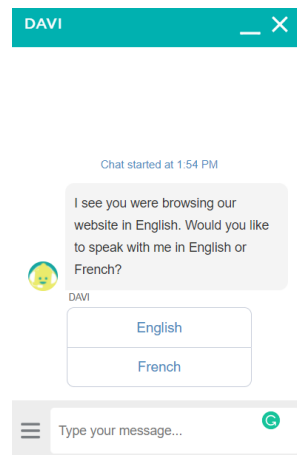 DAVI
Chat started at 1:54 PM
I see you were browsing our
website in English. Would you like
to speak with me in English or
French?
DAVI
English
French
Type your message...